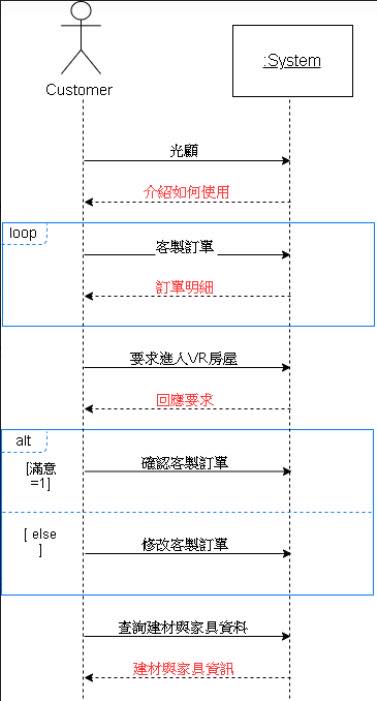 Customer
:System
光顧
介紹如何使用
loop
客製訂單
訂單明細
要求進入VR房屋
回應要求
alt
[滿意
=1]
確認客製訂單
[ else
]
修改客製訂單
查詢建材與家具資料
建材與家具資訊